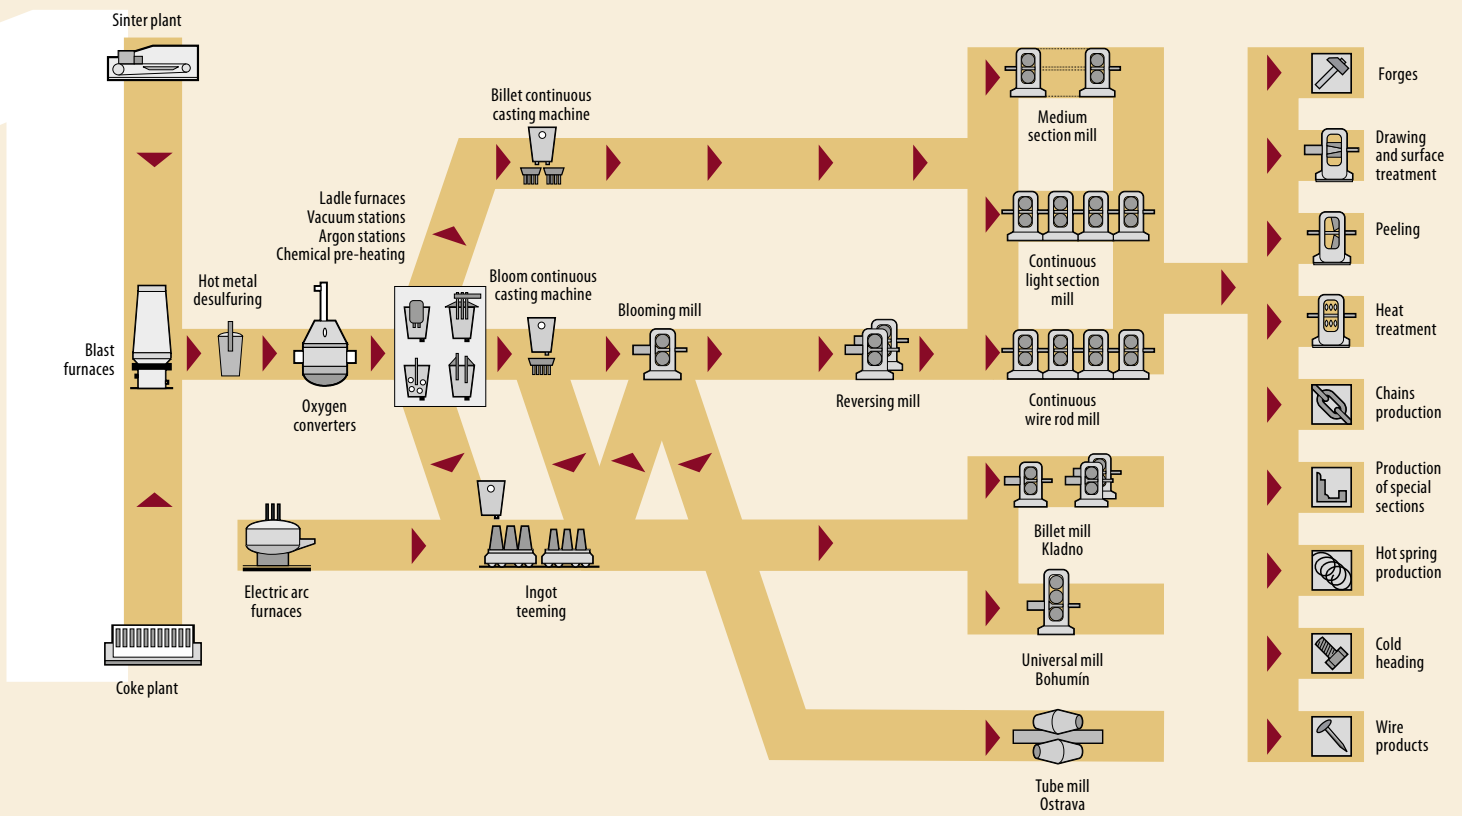 Sinter plant
Billet continuous
casting machine
Medium
section mill
Forges
Drawing
and surface
treatment
Ladle furnaces
Vacuum stations
Argon stations
Chemical pre-heating
Peeling
Hot metal
desulfuring
Bloom continuous
casting machine
Blooming mill
Continuous
light section
mill
Heat
treatment
Blast
furnaces
Oxygen
converters
Reversing mill
Continuous
wire rod mill
Chains
production
Production
of special
sections
Billet mill
Kladno
Hot spring
production
Electric arc
furnaces
Ingot
teeming
Universal mill
Bohumín
Cold
heading
Coke plant
Wire
products
Tube mill
Ostrava